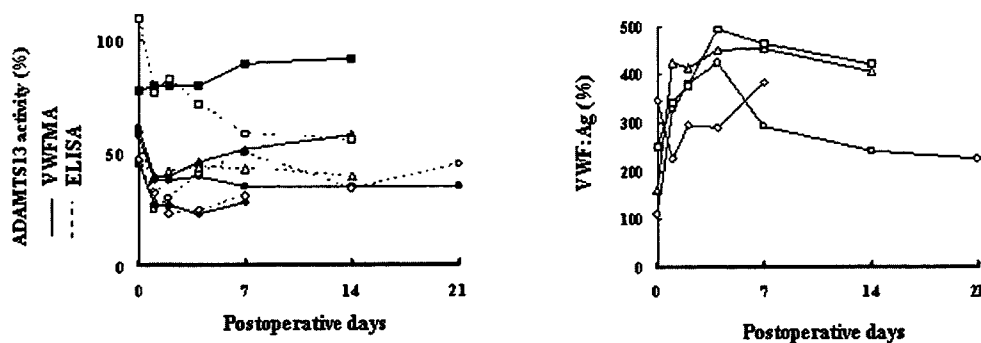 ADAMTS13 activity (%)
VWFMA
ELISA
100
50
0
0 7 14 21
Postoperative days
VWF:Ag (%)
500
400
300
200
100
0
0 7 14 21
Postoperative days